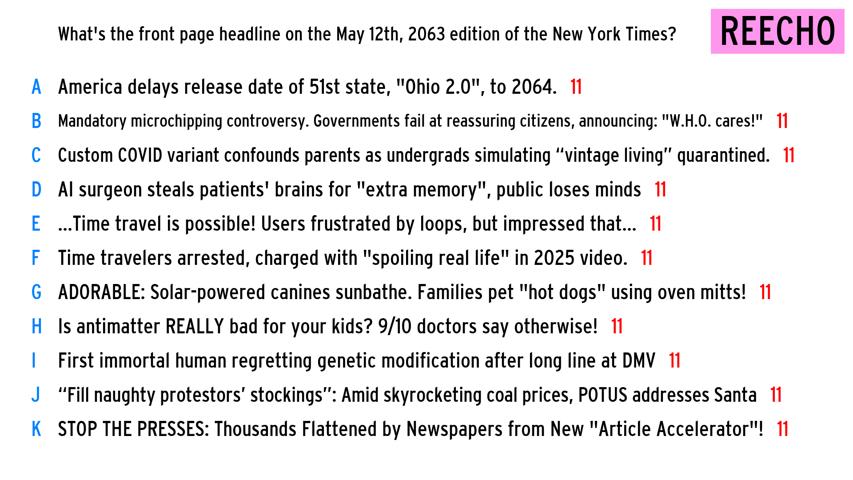 What's the front page headline on the May 12th, 2063 edition of the New York Times?
REECHO
A America delays release date of 51st state, "Ohio 2.0", to 2064. 11
B Mandatory microchipping controversy. Governments fail at reassuring citizens, announcing: "W.H.O. cares!" 11
C Custom COVID variant confounds parents as undergrads simulating “vintage living” quarantined. 11
D AI surgeon steals patients' brains for "extra memory", public loses minds 11
E ...Time travel is possible! Users frustrated by loops, but impressed that... 11
F Time travelers arrested, charged with "spoiling real life" in 2025 video. 11
G ADORABLE: Solar-powered canines sunbathe. Families pet "hot dogs" using oven mitts! 11
H Is antimatter REALLY bad for your kids? 9/10 doctors say otherwise! 11
I First immortal human regretting genetic modification after long line at DMV 11
J “Fill naughty protestors’ stockings”: Amid skyrocketing coal prices, POTUS addresses Santa 11
K STOP THE PRESSES: Thousands Flattened by Newspapers from New "Article Accelerator"! 11